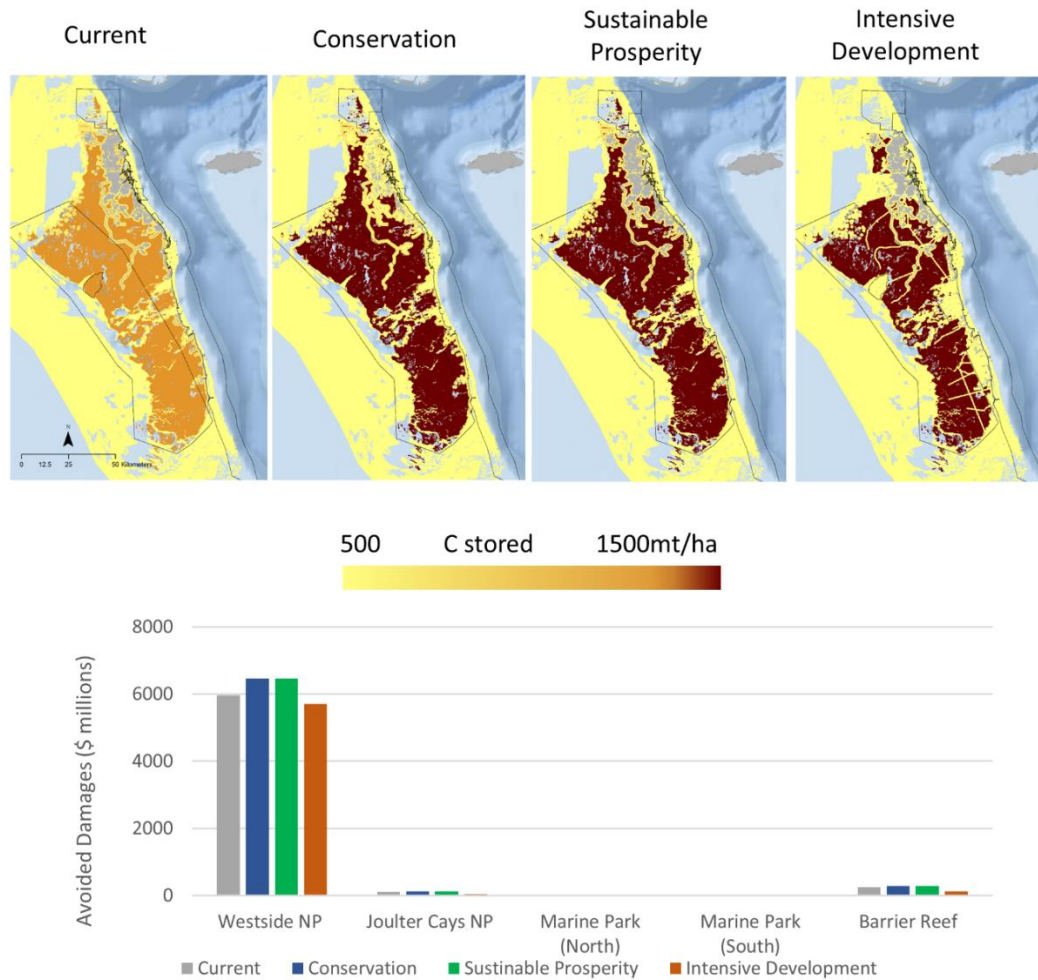 Current
Conservation
Sustainable
Prosperity
Intensive
Development
N
0 12.5 25 50 Kilometers
500 C stored 1500mt/ha
Avoided Damages ($ millions)
8000
6000
4000
2000
0
Westside NP
Joulter Cays NP
Marine Park
(North)
Marine Park
(South)
Barrier Reef
Current Conservation Sustinable Prosperity Intensive Development